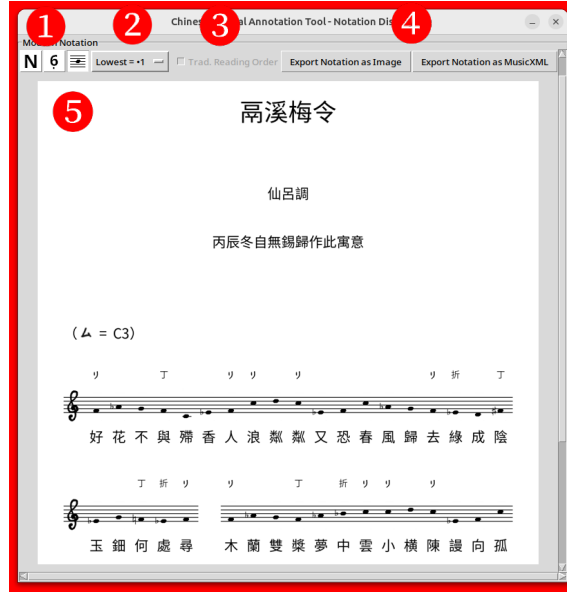 1 2 3 4
Chines al Annotation Tool - Notation Dis
Mo n Notation
N 6̣ Lowest = •1 Trad. Reading Order Export Notation as Image Export Notation as MusicXML
5
鬲溪梅令
仙呂調
丙辰冬自無錫歸作此寓意
(ㄙ = C3)
リ 丁 リ リ リ リ 折 丁
好 花 不 與 殢 香 人 浪 粼 粼 又 恐 春 風 歸 去 綠 成 陰
丁 折 リ リ 丁 折 リ リ リ
玉 鈿 何 處 尋 木 蘭 雙 槳 夢 中 雲 小 橫 陳 謾 向 孤